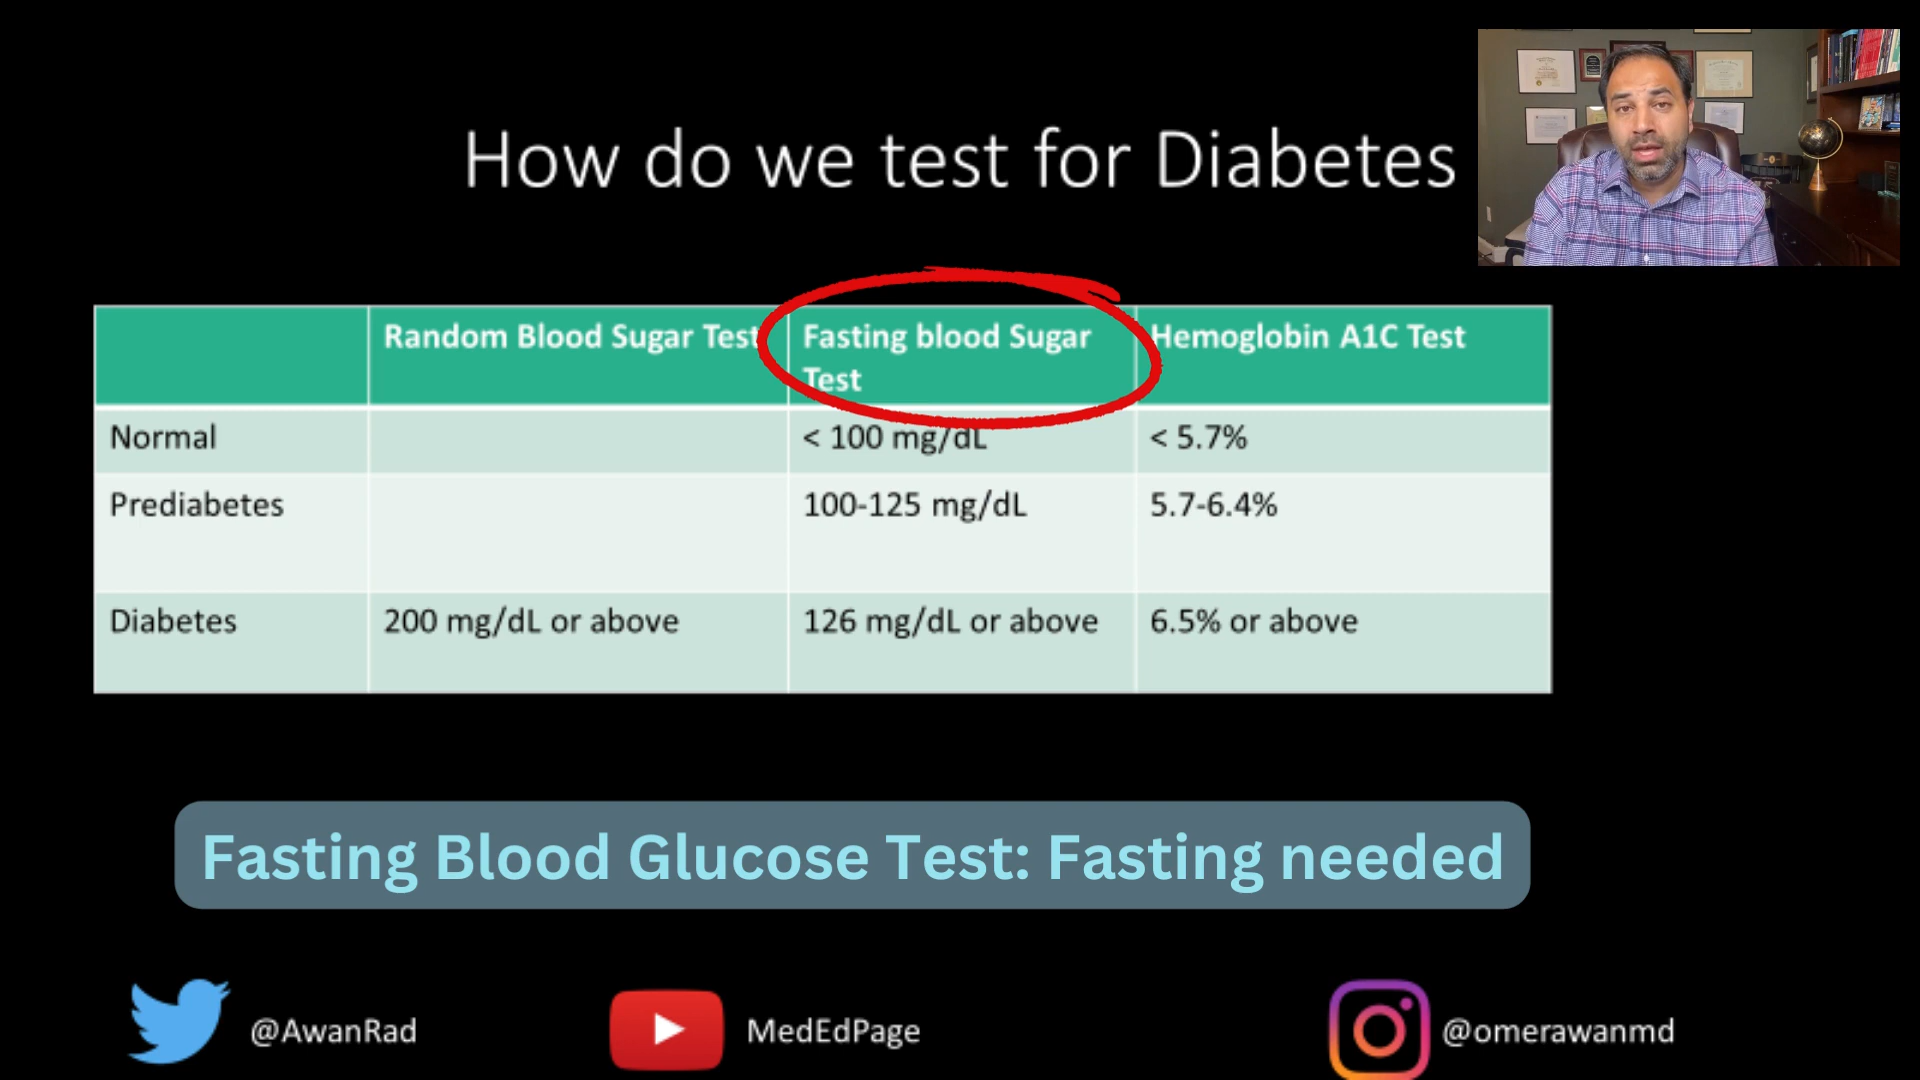 How do we test for Diabetes
Random Blood Sugar Test
Fasting blood Sugar
Test
Hemoglobin A1C Test
Normal
< 100 mg/dL
< 5.7%
Prediabetes
100-125 mg/dL
5.7-6.4%
Diabetes
200 mg/dL or above
126 mg/dL or above
6.5% or above
Fasting Blood Glucose Test: Fasting needed
@AwanRad
MedEdPage
@omerawanmd